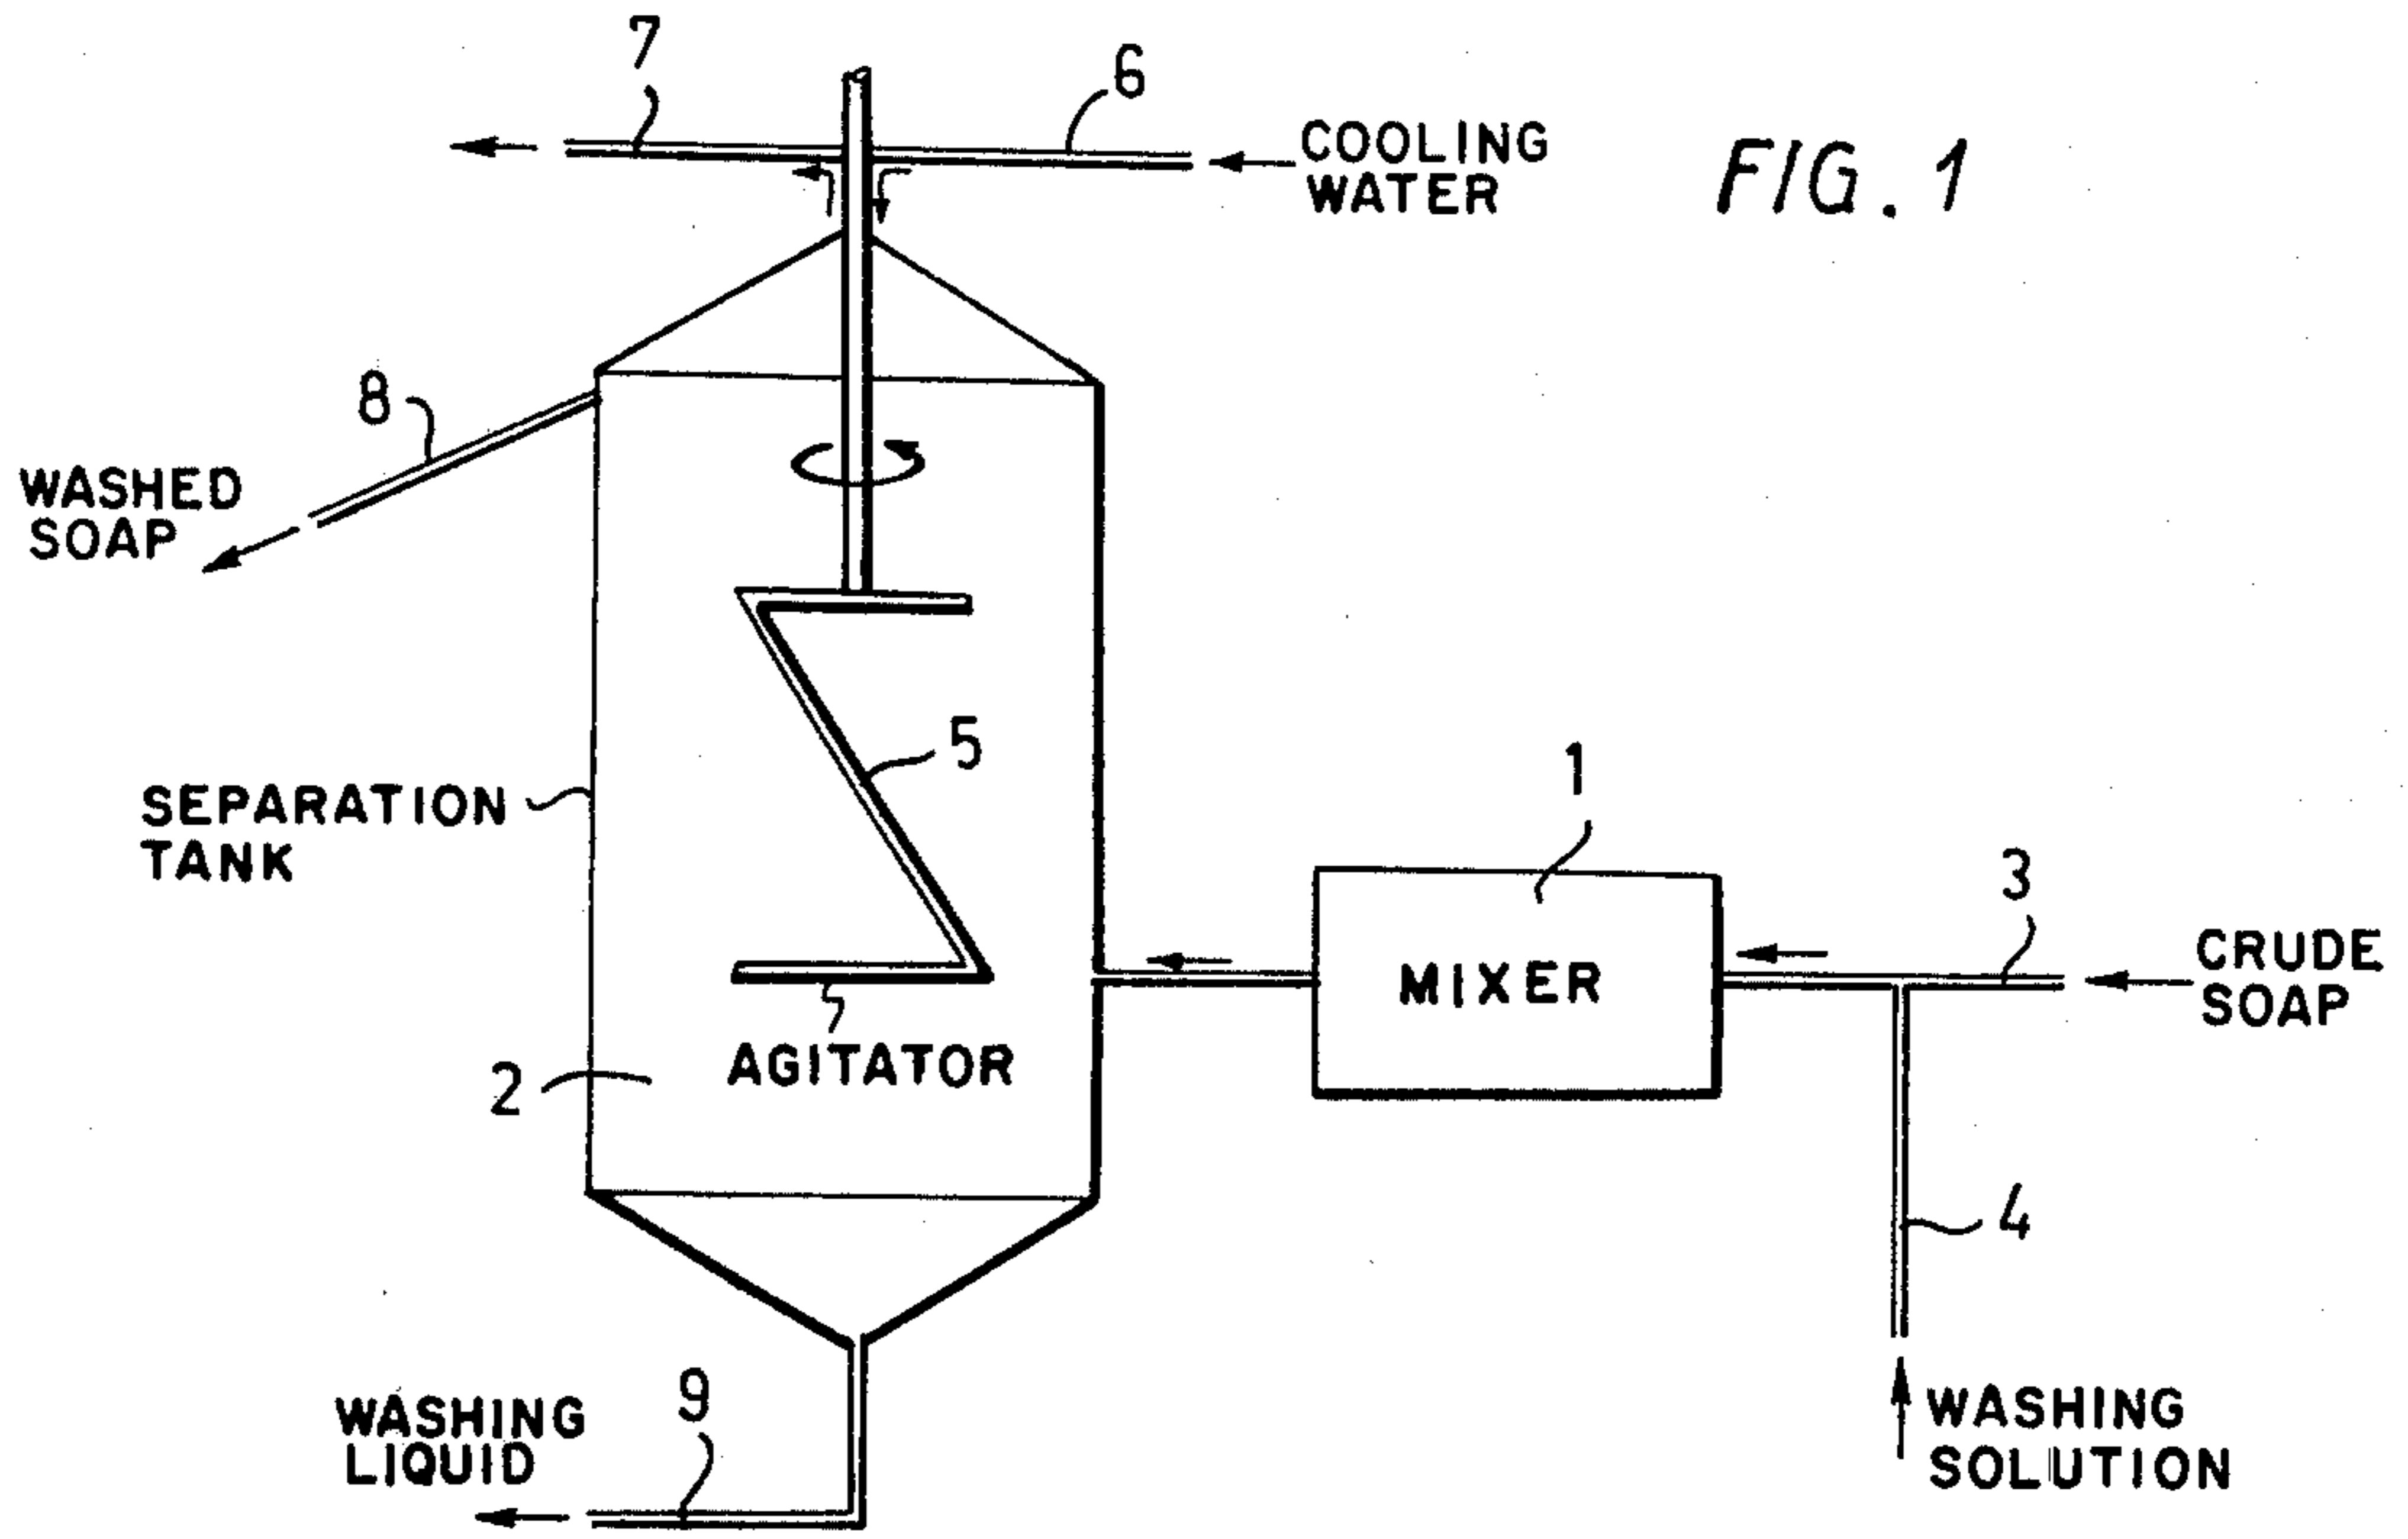 7
6
COOLING
WATER
FIG. 1
8
WASHED
SOAP
5
SEPARATION
TANK
1
3
MIXER
CRUDE
SOAP
AGITATOR
2
4
9
WASHING
LIQUID
WASHING
SOLUTION